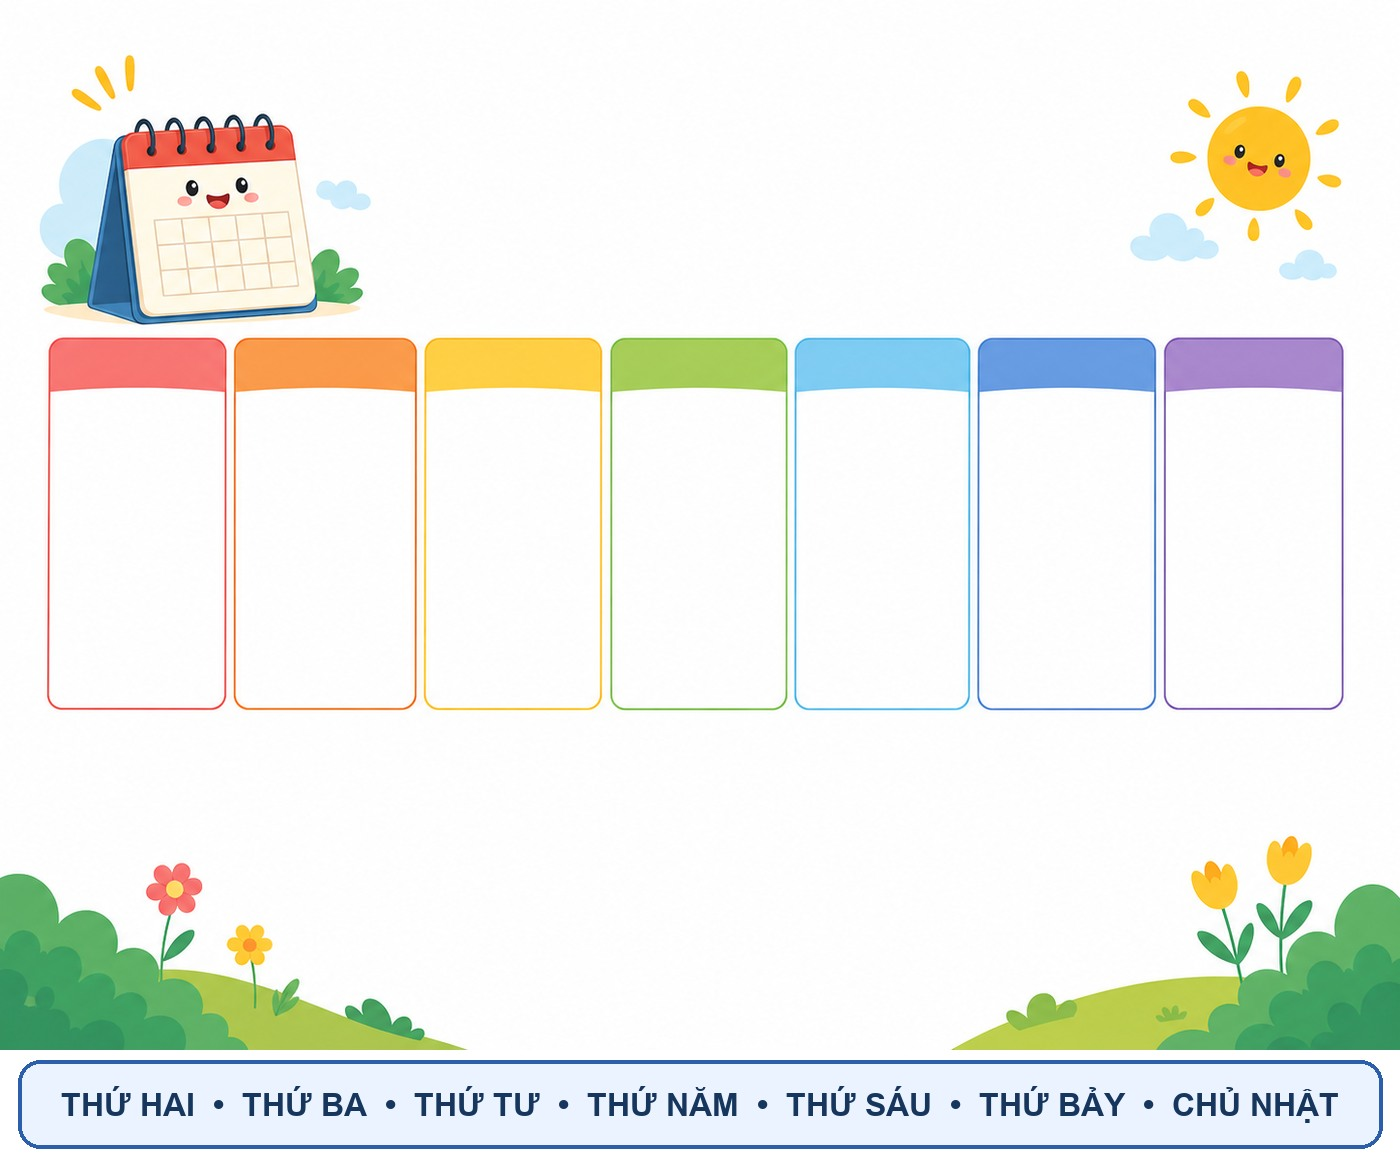 THỨ HAI • THỨ BA • THỨ TƯ • THỨ NĂM • THỨ SÁU • THỨ BẢY • CHỦ NHẬT